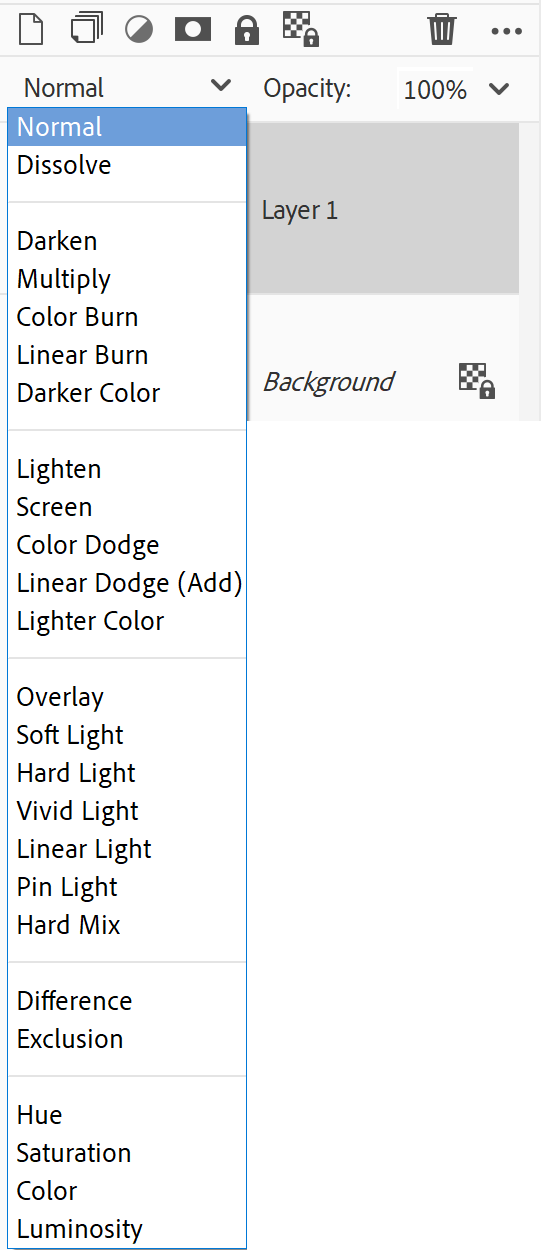 Normal Opacity: 100%
Normal
Dissolve
Darken
Multiply
Color Burn
Linear Burn
Darker Color
Lighten
Screen
Color Dodge
Linear Dodge (Add)
Lighter Color
Overlay
Soft Light
Hard Light
Vivid Light
Linear Light
Pin Light
Hard Mix
Difference
Exclusion
Hue
Saturation
Color
Luminosity
Layer 1
Background